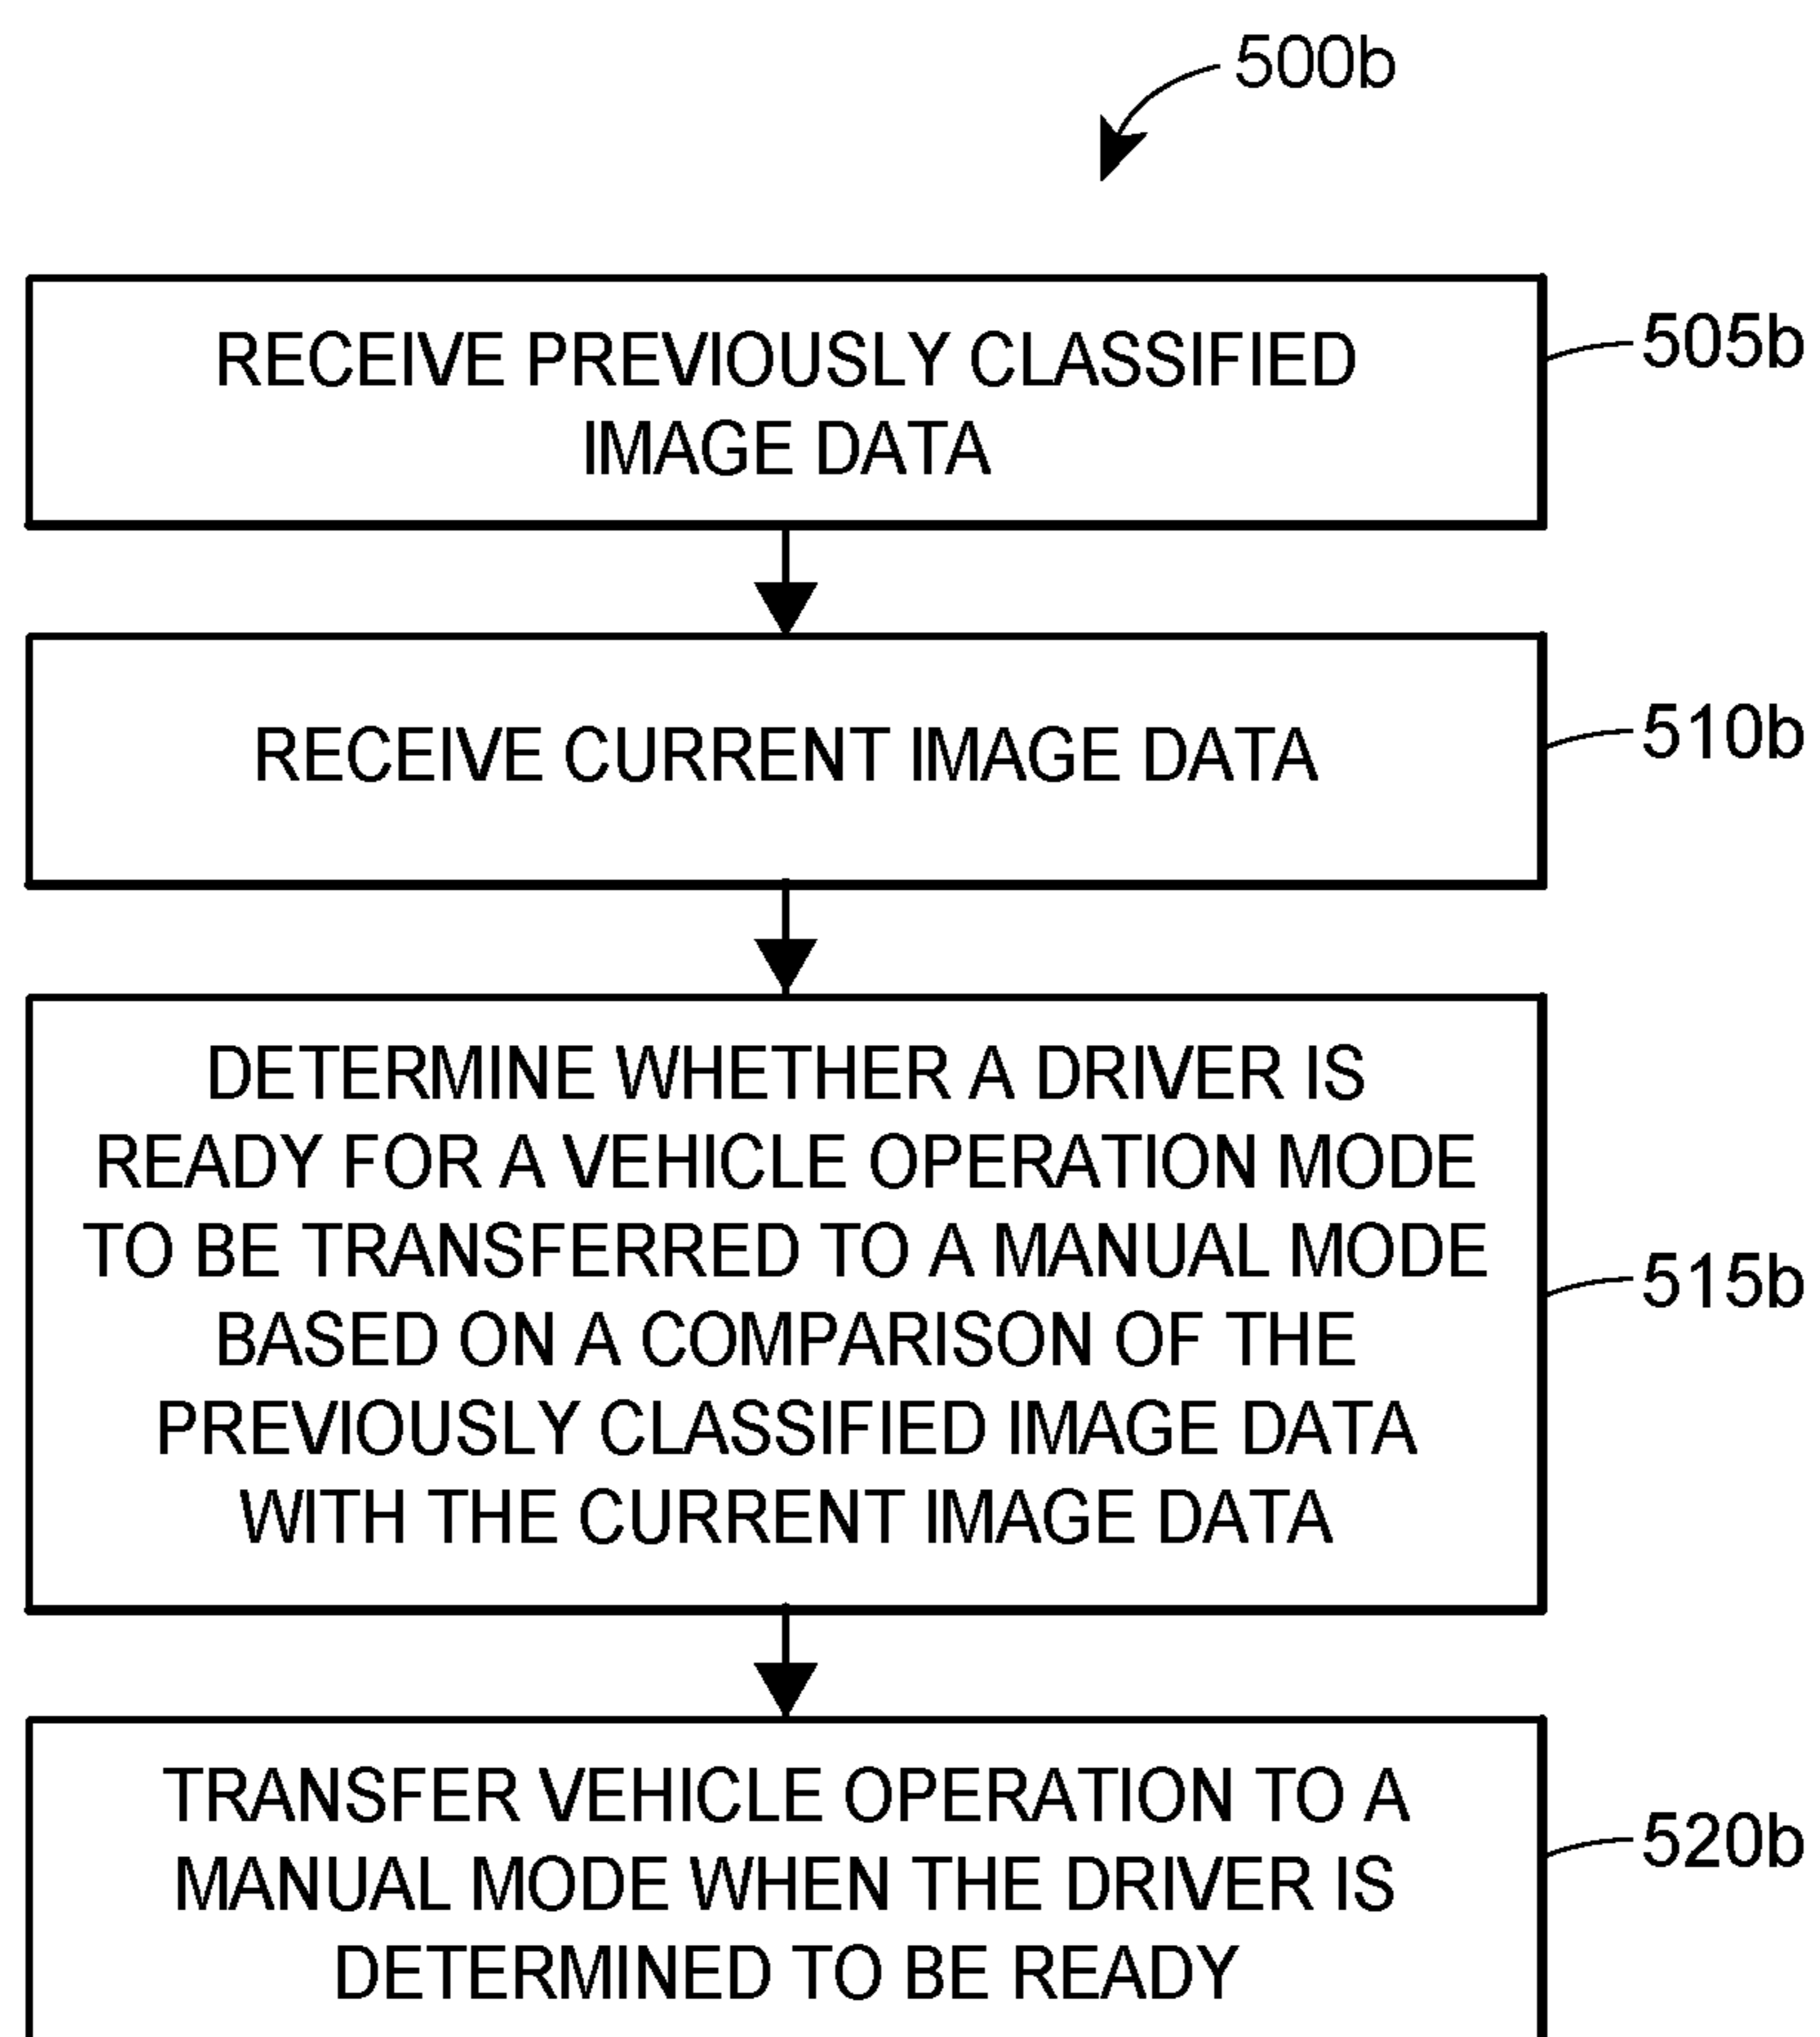 500b
RECEIVE PREVIOUSLY CLASSIFIED
IMAGE DATA
505b
RECEIVE CURRENT IMAGE DATA
510b
DETERMINE WHETHER A DRIVER IS
READY FOR A VEHICLE OPERATION MODE
TO BE TRANSFERRED TO A MANUAL MODE
BASED ON A COMPARISON OF THE
PREVIOUSLY CLASSIFIED IMAGE DATA
WITH THE CURRENT IMAGE DATA
515b
TRANSFER VEHICLE OPERATION TO A
MANUAL MODE WHEN THE DRIVER IS
DETERMINED TO BE READY
520b